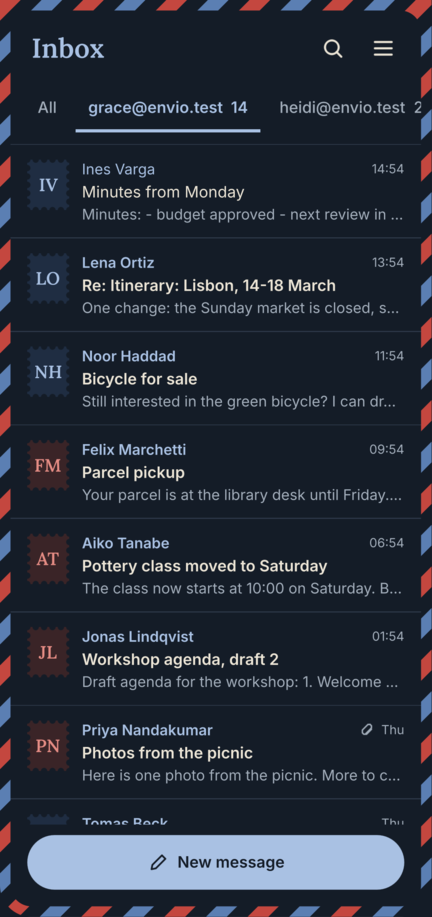 Inbox
All grace@envio.test 14 heidi@envio.test 2
IV Ines Varga 14:54
Minutes from Monday
Minutes: - budget approved - next review in ...
LO Lena Ortiz 13:54
Re: Itinerary: Lisbon, 14-18 March
One change: the Sunday market is closed, s...
NH Noor Haddad 11:54
Bicycle for sale
Still interested in the green bicycle? I can dr...
FM Felix Marchetti 09:54
Parcel pickup
Your parcel is at the library desk until Friday....
AT Aiko Tanabe 06:54
Pottery class moved to Saturday
The class now starts at 10:00 on Saturday. B...
JL Jonas Lindqvist 01:54
Workshop agenda, draft 2
Draft agenda for the workshop: 1. Welcome ...
PN Priya Nandakumar Thu
Photos from the picnic
Here is one photo from the picnic. More to c...
Tomas Beck Thu
New message